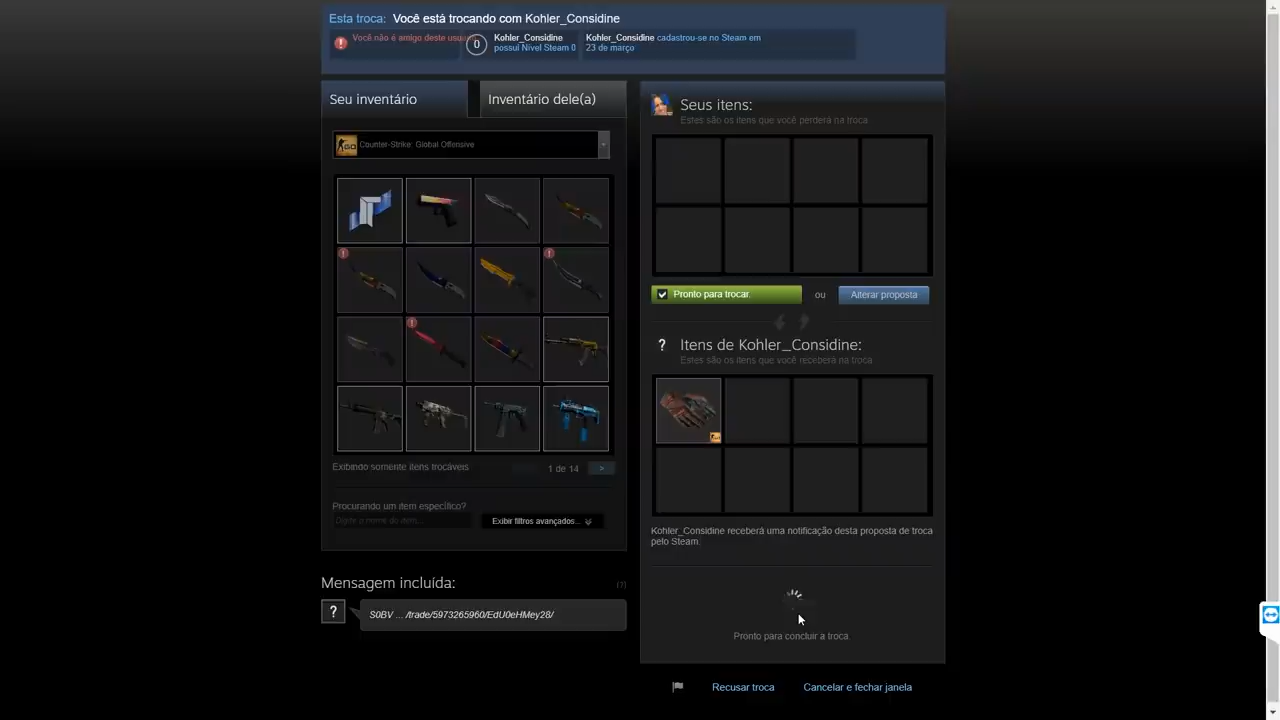 Esta troca: Você está trocando com Kohler_Considine
Você não é amigo deste
0
Kohler_Considine
possui Nível Steam 0
Kohler_Considine cadastrou-se no Steam em
23 de março
Seu inventário
Inventário dele(a)
Counter-Strike: Global Offensive
Exibindo somente itens trocáveis
1 de 14
>
Procurando um item específico?
Digite o nome do item...
Exibir filtros avançados...
Mensagem incluída:
(?)
?
S0BV ... /trade/5973265960/EdU0eHMey28/
Seus itens:
Estes são os itens que você perderá na troca
Pronto para trocar.
ou
Alterar proposta
?
Itens de Kohler_Considine:
Estes são os itens que você receberá na troca
Kohler_Considine receberá uma notificação desta proposta de troca
pelo Steam.
Pronto para concluir a troca
Recusar troca
Cancelar e fechar janela